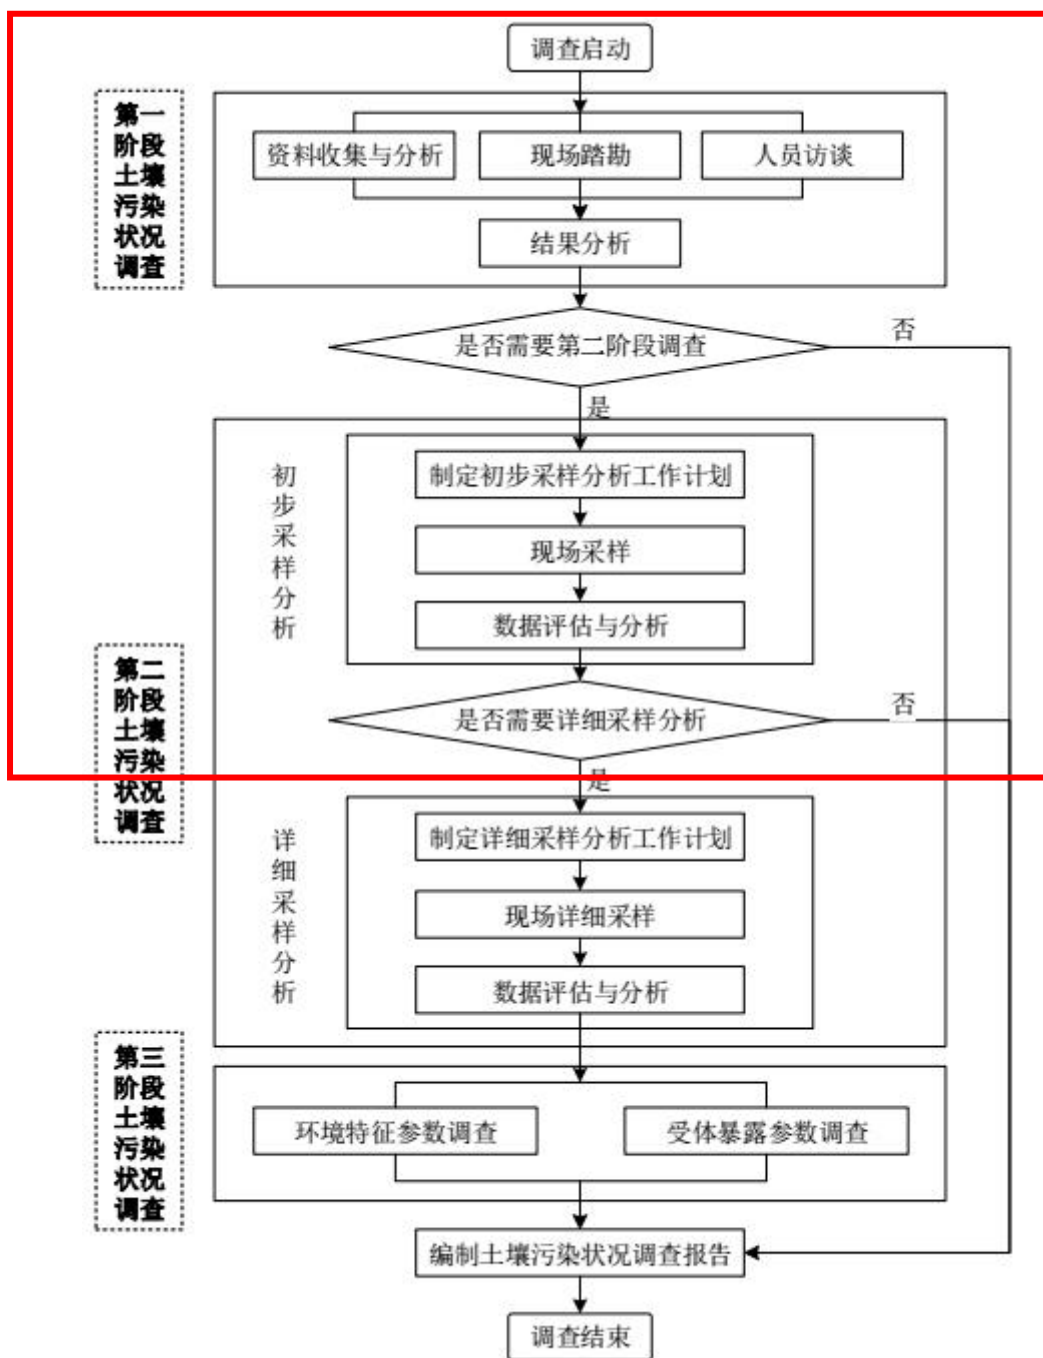 调查启动
第一
阶段
土壤
污染
状况
调查
资料收集与分析
现场踏勘
人员访谈
结果分析
是否需要第二阶段调查
否
是
初
步
采
样
分
析
制定初步采样分析工作计划
现场采样
数据评估与分析
第二
阶段
土壤
污染
状况
调查
是否需要详细采样分析
否
是
详
细
采
样
分
析
制定详细采样分析工作计划
现场详细采样
数据评估与分析
第三
阶段
土壤
污染
状况
调查
环境特征参数调查
受体暴露参数调查
编制土壤污染状况调查报告
调查结束